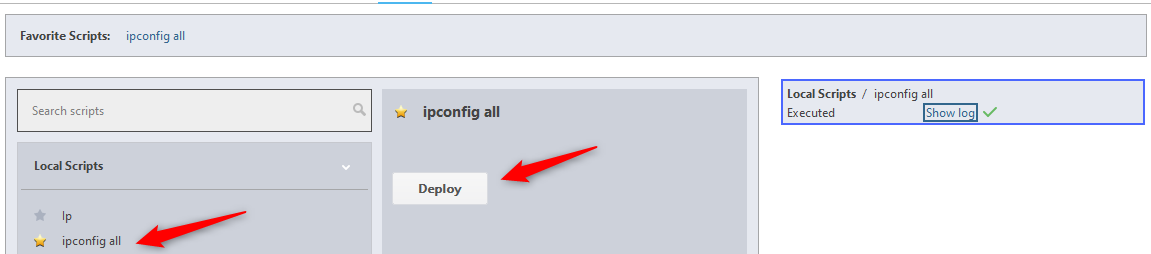 Favorite Scripts: ipconfig all
Search scripts
Local Scripts
lp
ipconfig all
ipconfig all
Deploy
Local Scripts / ipconfig all
Executed Show log